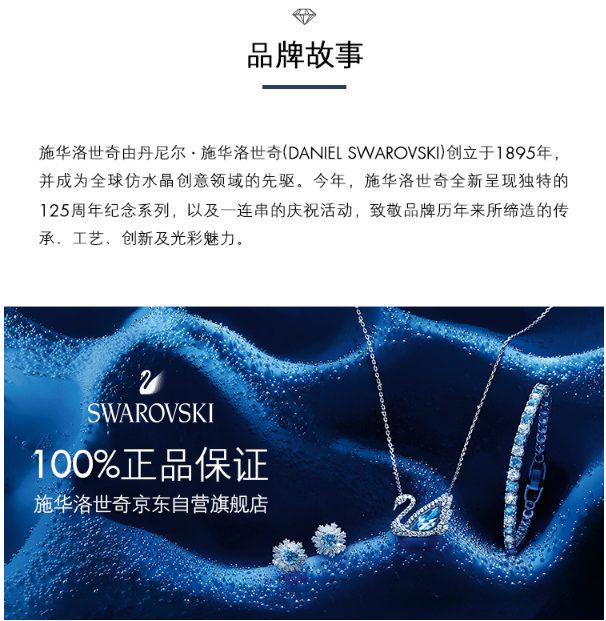 品牌故事
施华洛世奇由丹尼尔·施华洛世奇(DANIEL SWAROVSKI)创立于1895年，
并成为全球仿水晶创意领域的先驱。今年，施华洛世奇全新呈现独特的
125周年纪念系列，以及一连串的庆祝活动，致敬品牌历年来所缔造的传
承、工艺、创新及光彩魅力。
SWAROVSKI
100%正品保证
施华洛世奇京东自营旗舰店